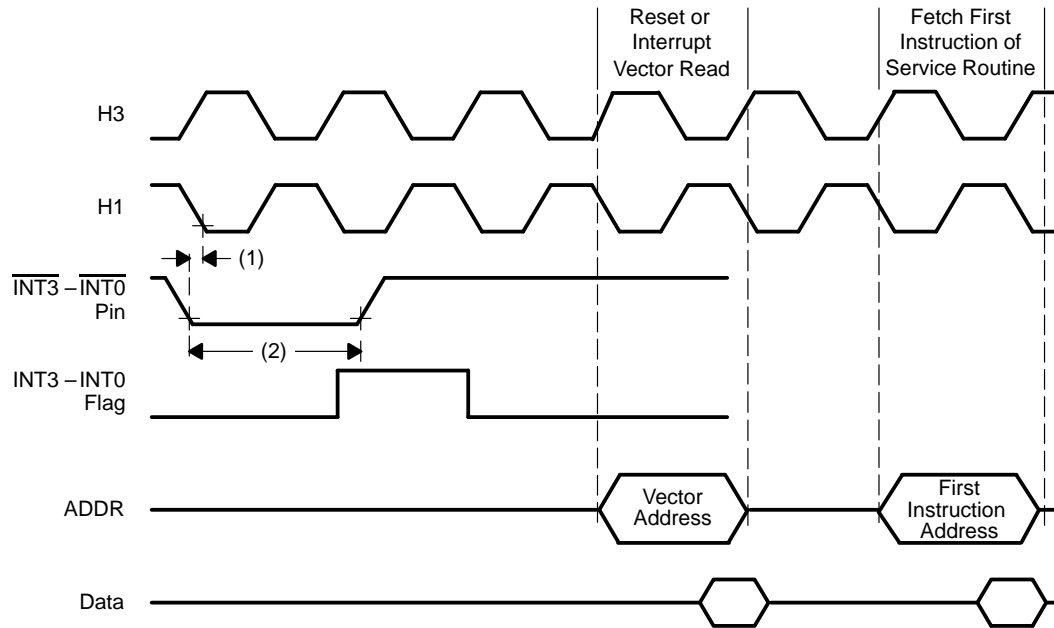 Reset or
Interrupt
Vector Read
Fetch First
Instruction of
Service Routine
H3
H1
(1)
INT3 – INT0
Pin
(2)
INT3 – INT0
Flag
ADDR
Vector
Address
First
Instruction
Address
Data